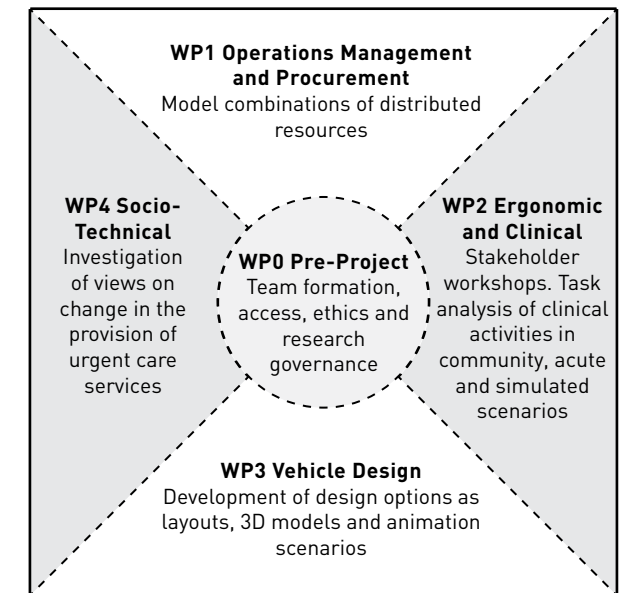 WP1 Operations Management
and Procurement
Model combinations of distributed
resources
WP4 Socio-
Technical
Investigation
of views on
change in the
provision of
urgent care
services
WP0 Pre-Project
Team formation,
access, ethics and
research
governance
WP2 Ergonomic
and Clinical
Stakeholder
workshops. Task
analysis of clinical
activities in
community, acute
and simulated
scenarios
WP3 Vehicle Design
Development of design options as
layouts, 3D models and animation
scenarios